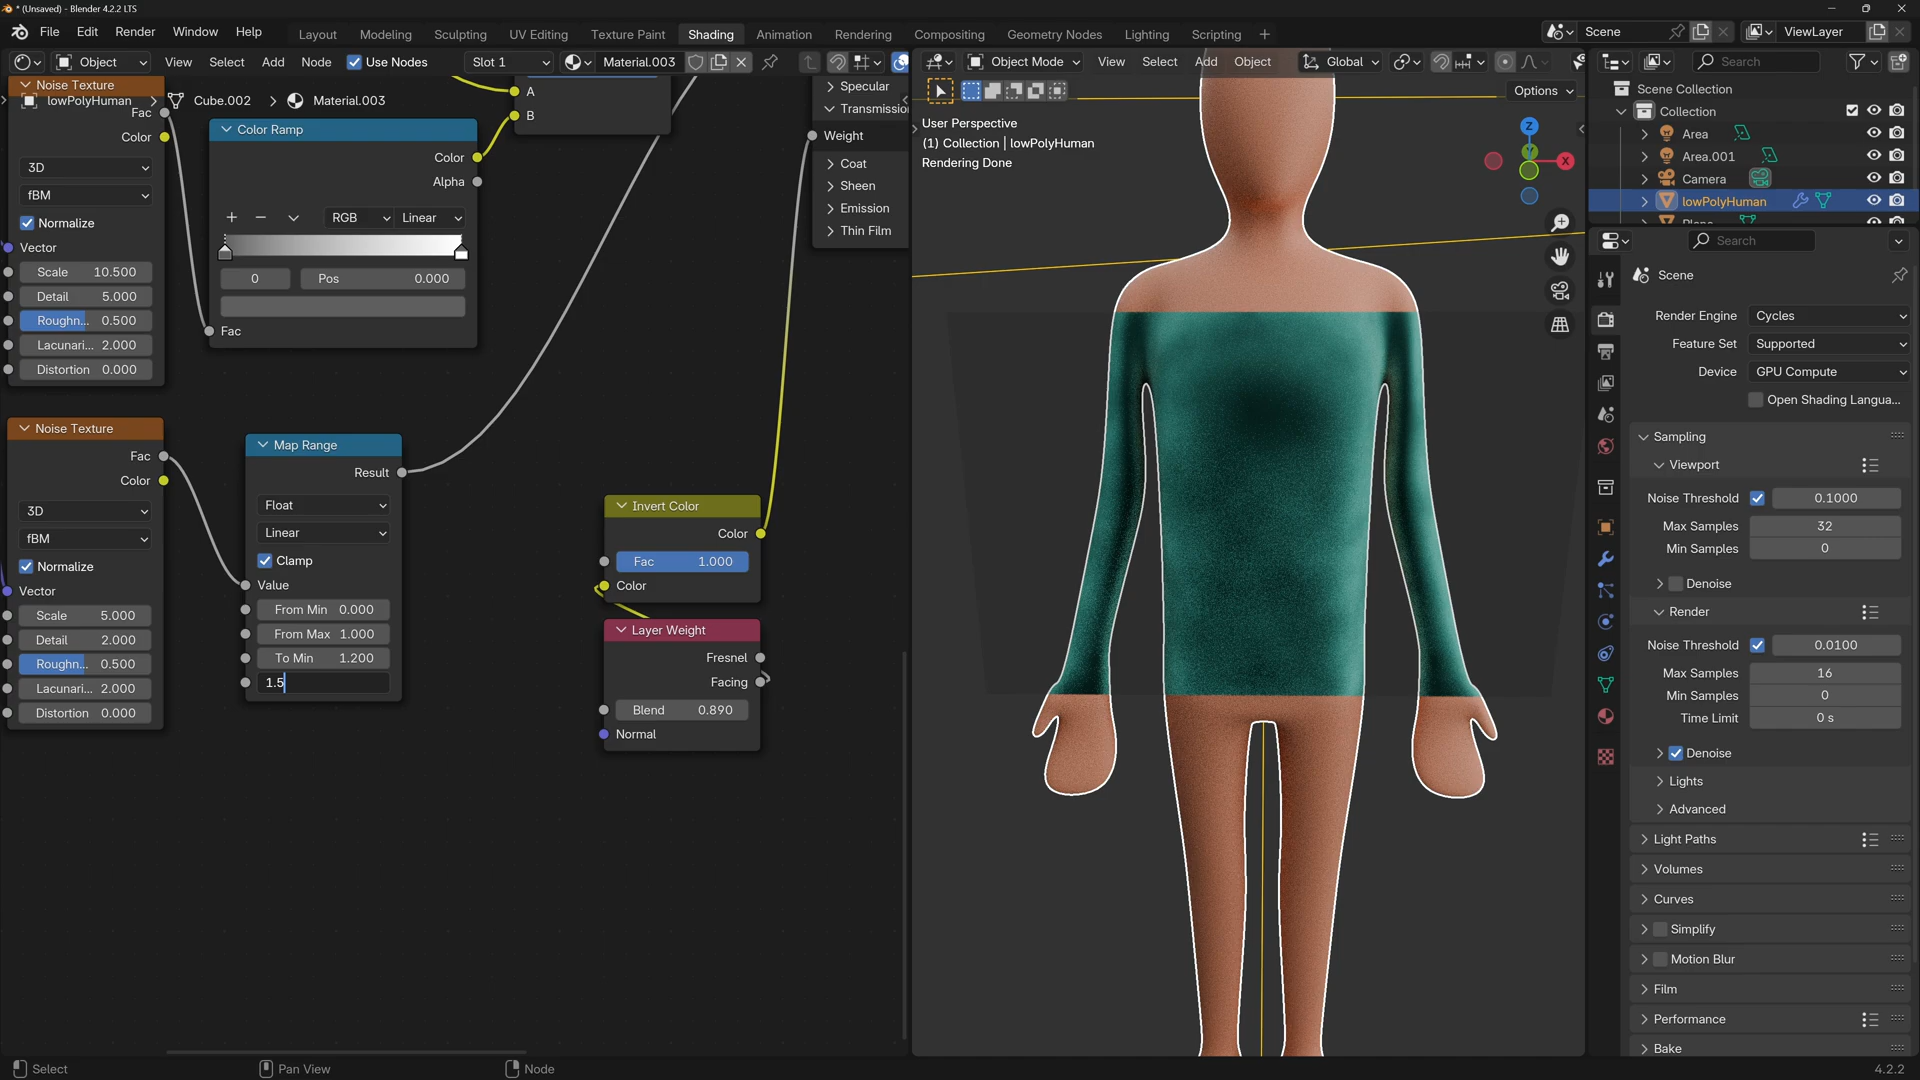 * (Unsaved) - Blender 4.2.2 LTS
File Edit Render Window Help Layout Modeling Sculpting UV Editing Texture Paint Shading Animation Rendering Compositing Geometry Nodes Lighting Scripting + Scene ViewLayer
Object View Select Add Node Use Nodes Slot 1 Material.003
Object Mode View Select Add Object Global Search
Options
Noise Texture
lowPolyHuman > Cube.002 > Material.003
Fac
Color
3D
fBM
Normalize
Vector
Scale 10.500
Detail 5.000
Roughn... 0.500
Lacunari... 2.000
Distortion 0.000
Color Ramp
Color
Alpha
RGB Linear
0 Pos 0.000
Fac
A
B
Specular
Transmissio
Weight
Coat
Sheen
Emission
Thin Film
Noise Texture
Fac
Color
3D
fBM
Normalize
Vector
Scale 5.000
Detail 2.000
Roughn... 0.500
Lacunari... 2.000
Distortion 0.000
Map Range
Result
Float
Linear
Clamp
Value
From Min 0.000
From Max 1.000
To Min 1.200
1.5
Invert Color
Color
Fac 1.000
Color
Layer Weight
Fresnel
Facing
Blend 0.890
Normal
User Perspective
(1) Collection | lowPolyHuman
Rendering Done
Z
Y
X
Scene Collection
Collection
Area
Area.001
Camera
lowPolyHuman
Search
Scene
Render Engine Cycles
Feature Set Supported
Device GPU Compute
Open Shading Langua...
Sampling
Viewport
Noise Threshold 0.1000
Max Samples 32
Min Samples 0
Denoise
Render
Noise Threshold 0.0100
Max Samples 16
Min Samples 0
Time Limit 0 s
Denoise
Lights
Advanced
Light Paths
Volumes
Curves
Simplify
Motion Blur
Film
Performance
Bake
Select Pan View Node 4.2.2